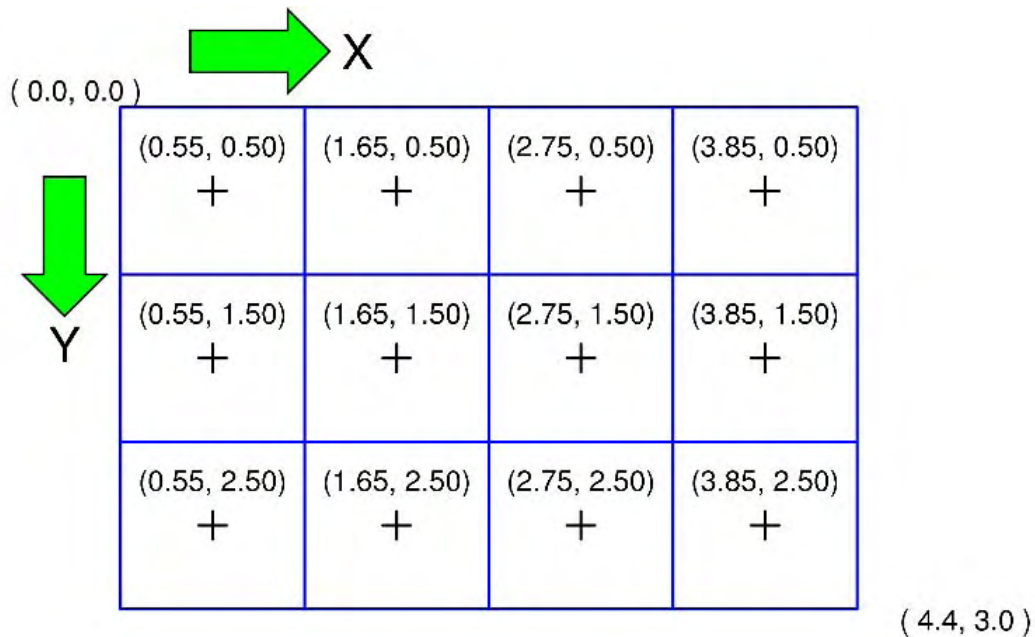 X
( 0.0, 0.0 )
(0.55, 0.50) (1.65, 0.50) (2.75, 0.50) (3.85, 0.50)
Y
(0.55, 1.50) (1.65, 1.50) (2.75, 1.50) (3.85, 1.50)
(0.55, 2.50) (1.65, 2.50) (2.75, 2.50) (3.85, 2.50)
( 4.4, 3.0 )